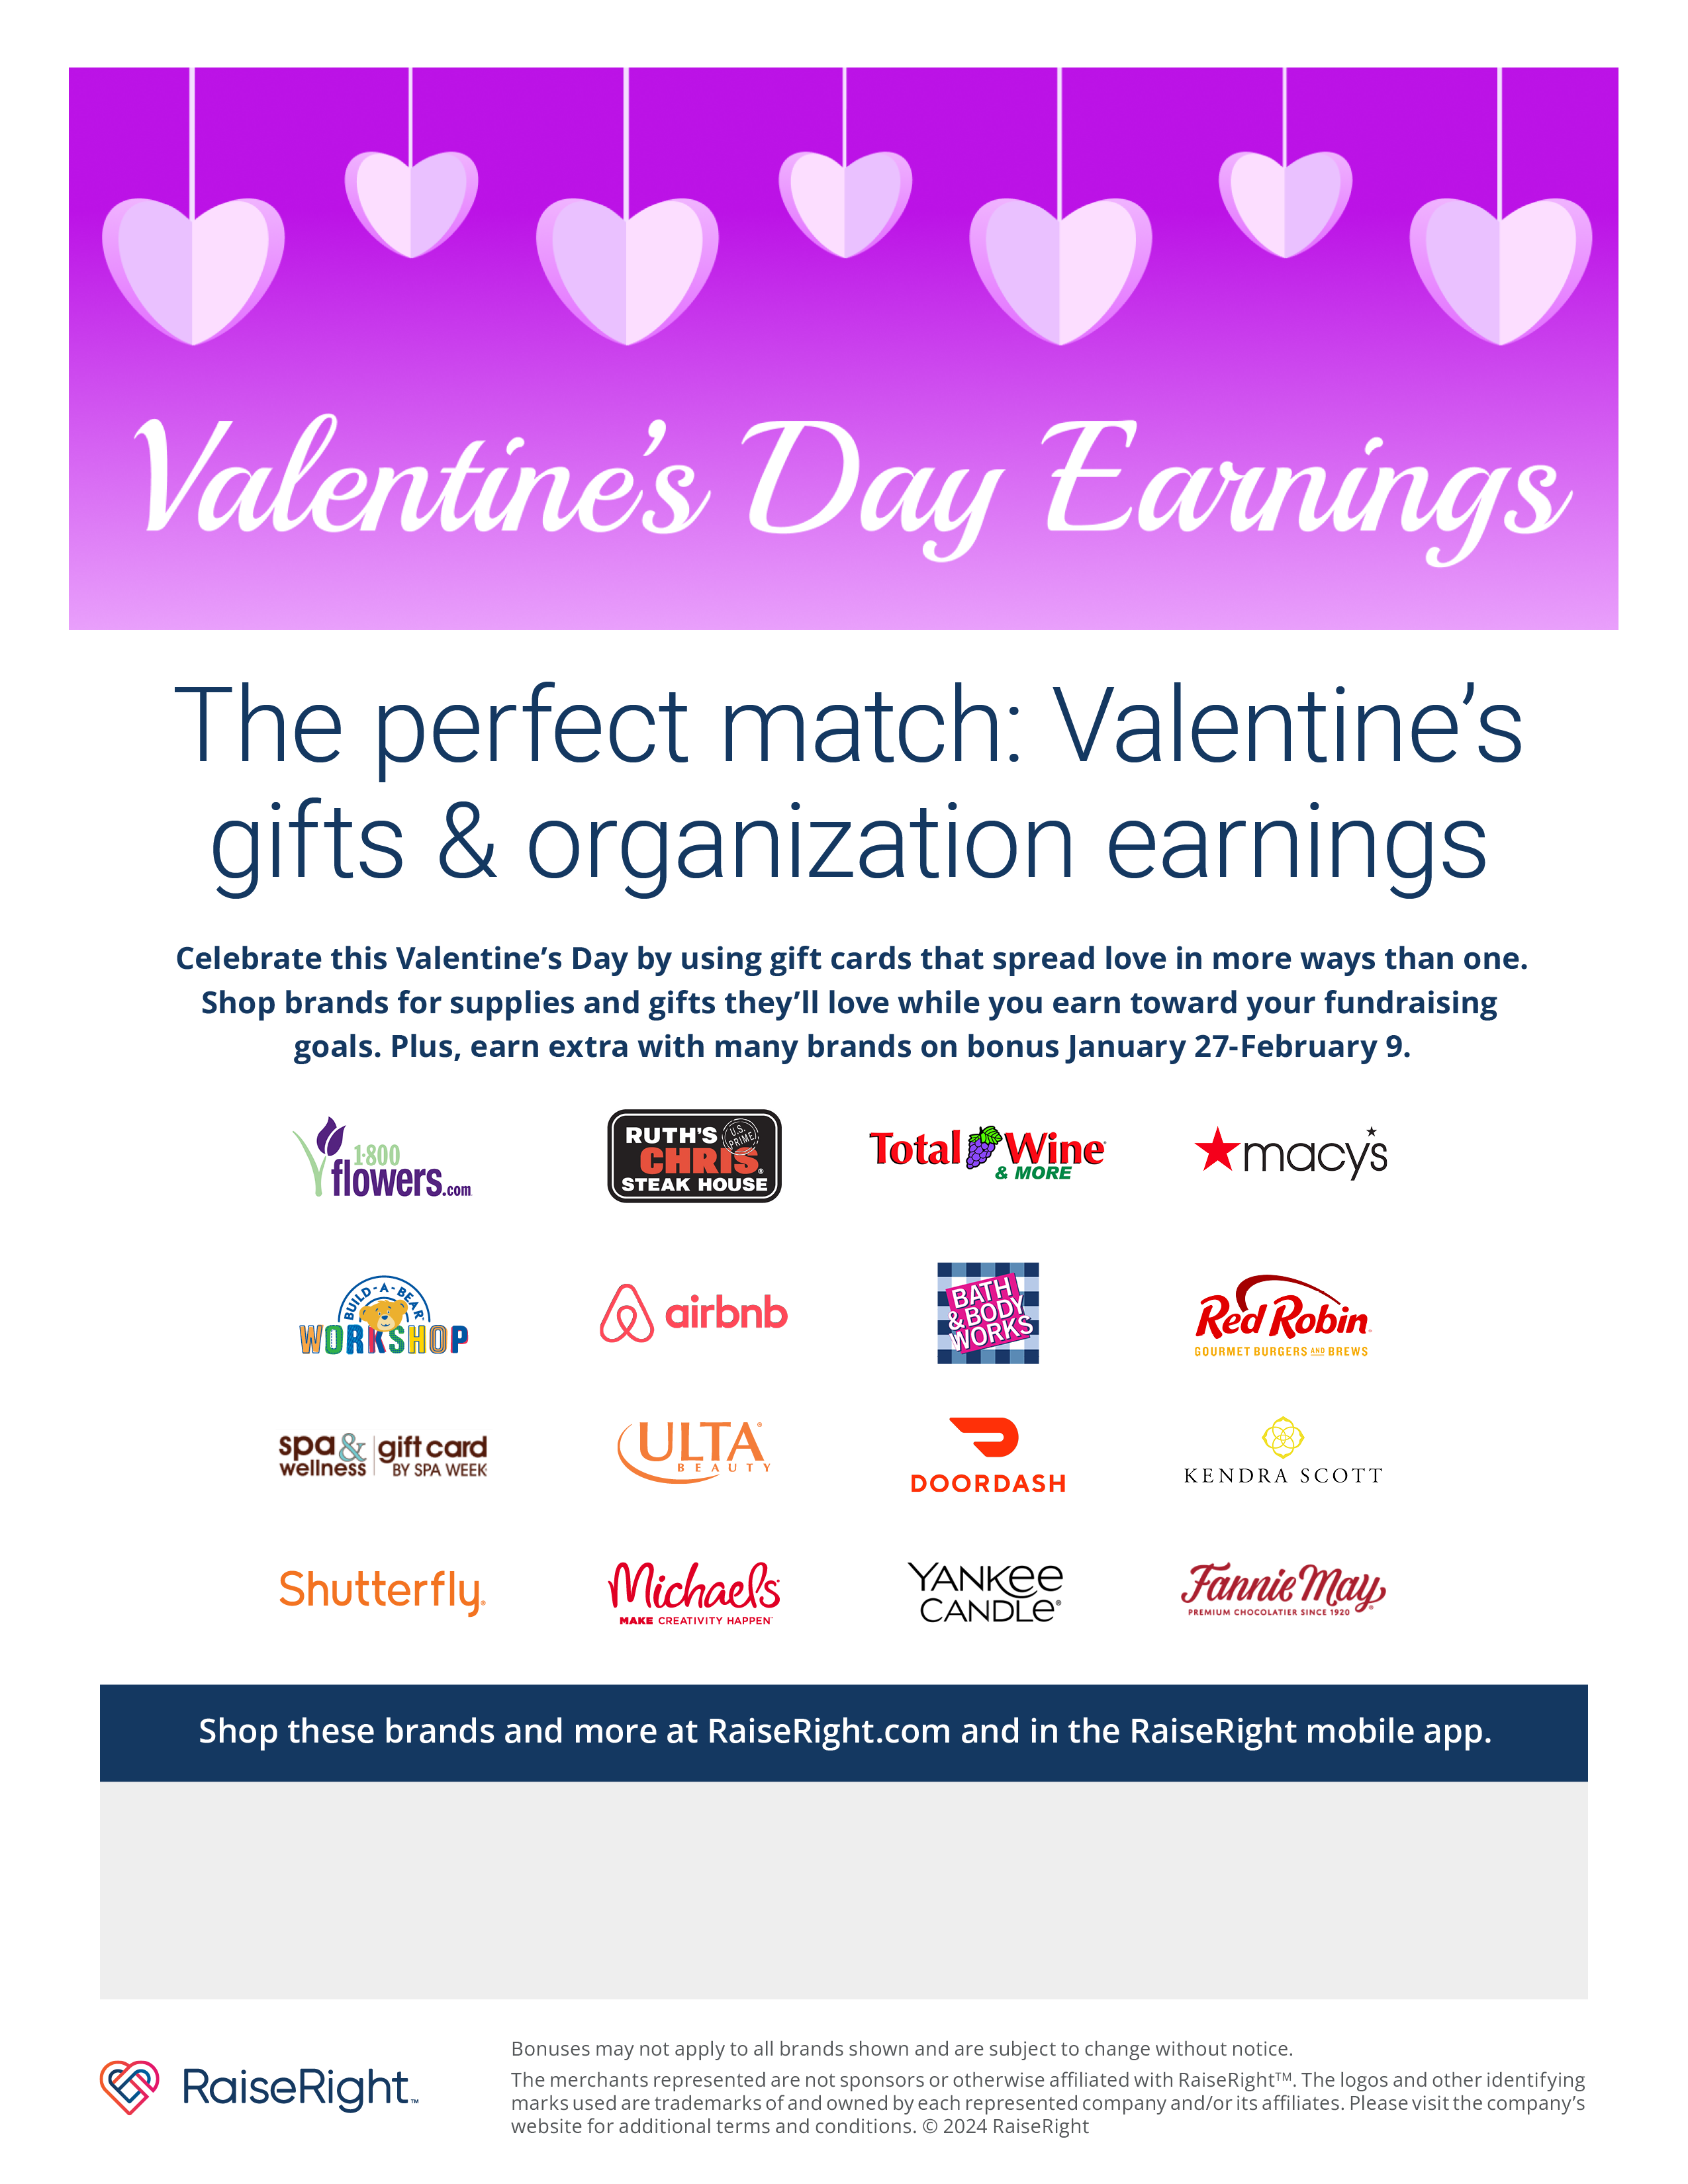 Valentine’s Day Earnings
The perfect match: Valentine’s
gifts & organization earnings
Celebrate this Valentine’s Day by using gift cards that spread love in more ways than one.
Shop brands for supplies and gifts they’ll love while you earn toward your fundraising
goals. Plus, earn extra with many brands on bonus January 27-February 9.
1·800
flowers.com
RUTH'S
U.S. PRIME
CHRIS®
STEAK HOUSE
Total Wine
& MORE
macy's
BUILD-A-BEAR
WORKSHOP
airbnb
BATH
& BODY
WORKS
Red Robin
GOURMET BURGERS AND BREWS
spa& wellness
gift card
BY SPA WEEK
ULTA
BEAUTY
DOORDASH
KENDRA SCOTT
Shutterfly®
Michaels
MAKE CREATIVITY HAPPEN™
YANKee
CANDLe®
Fannie May®
PREMIUM CHOCOLATIER SINCE 1920
Shop these brands and more at RaiseRight.com and in the RaiseRight mobile app.
RaiseRight™
Bonuses may not apply to all brands shown and are subject to change without notice.
The merchants represented are not sponsors or otherwise affiliated with RaiseRight™. The logos and other identifying
marks used are trademarks of and owned by each represented company and/or its affiliates. Please visit the company’s
website for additional terms and conditions. © 2024 RaiseRight